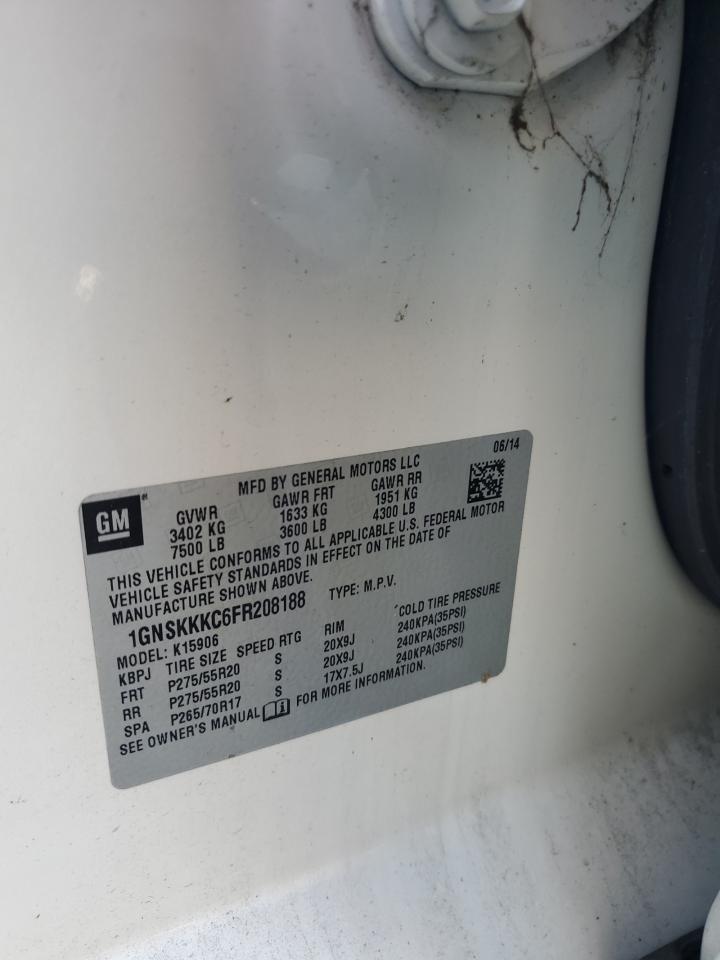 06/14
MFD BY GENERAL MOTORS LLC
GM
GVWR GAWR FRT GAWR RR
3402 KG 1633 KG 1951 KG
7500 LB 3600 LB 4300 LB
THIS VEHICLE CONFORMS TO ALL APPLICABLE U.S. FEDERAL MOTOR
VEHICLE SAFETY STANDARDS IN EFFECT ON THE DATE OF
MANUFACTURE SHOWN ABOVE.
1GNSKKKC6FR208188 TYPE: M.P.V.
MODEL: K15906
KBPJ TIRE SIZE SPEED RTG RIM COLD TIRE PRESSURE
FRT P275/55R20 S 20X9J 240KPA(35PSI)
RR P275/55R20 S 20X9J 240KPA(35PSI)
SPA P265/70R17 S 17X7.5J 240KPA(35PSI)
SEE OWNER'S MANUAL FOR MORE INFORMATION.